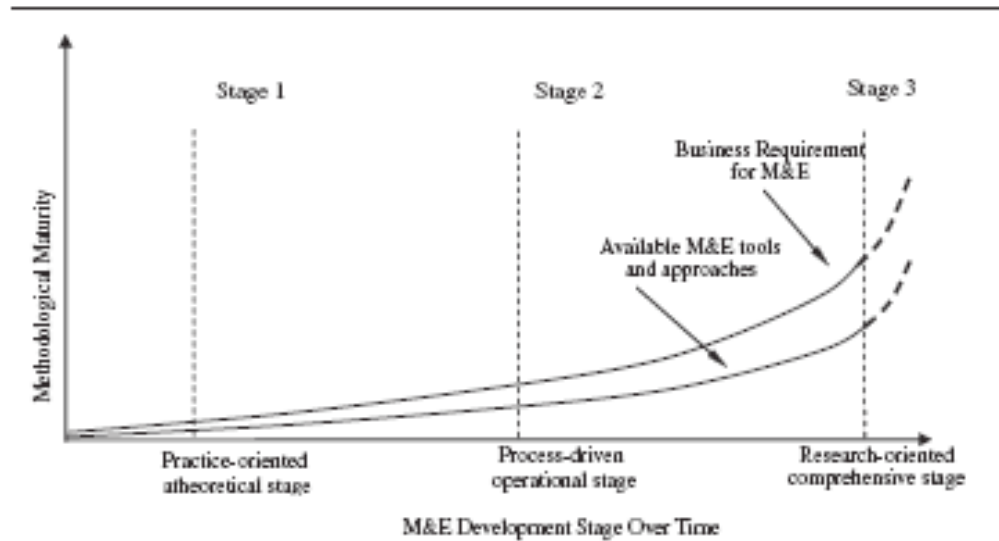 Stage 1
Stage 2
Stage 3
Business Requirement
for M&E
Available M&E tools
and approaches
Methodological Maturity
Practice-oriented
atheoretical stage
Process-driven
operational stage
Research-oriented
comprehensive stage
M&E Development Stage Over Time